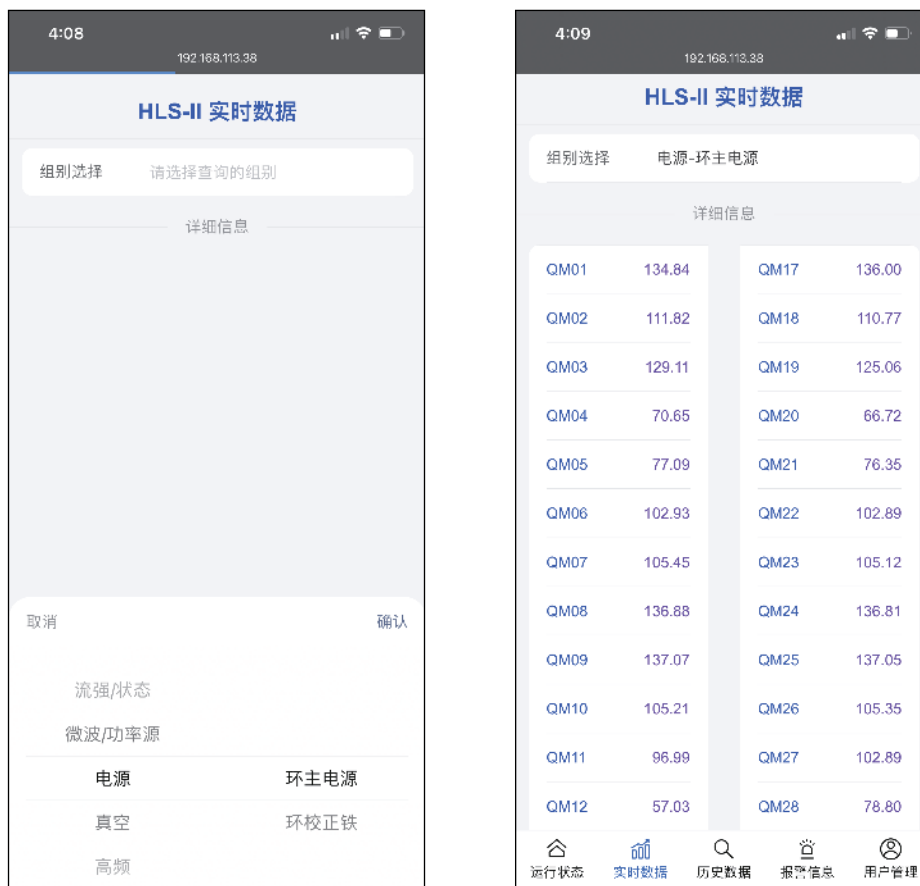 4:08
192.168.113.38
HLS-II 实时数据
组别选择 请选择查询的组别
详细信息
取消 确认
流强/状态
微波/功率源
电源 环主电源
真空 环校正铁
高频
4:09
192.168.113.38
HLS-II 实时数据
组别选择 电源-环主电源
详细信息
QM01 134.84 QM17 136.00
QM02 111.82 QM18 110.77
QM03 129.11 QM19 125.06
QM04 70.65 QM20 66.72
QM05 77.09 QM21 76.35
QM06 102.93 QM22 102.89
QM07 105.45 QM23 105.12
QM08 136.88 QM24 136.81
QM09 137.07 QM25 137.05
QM10 105.21 QM26 105.35
QM11 96.99 QM27 102.89
QM12 57.03 QM28 78.80
运行状态 实时数据 历史数据 报警信息 用户管理